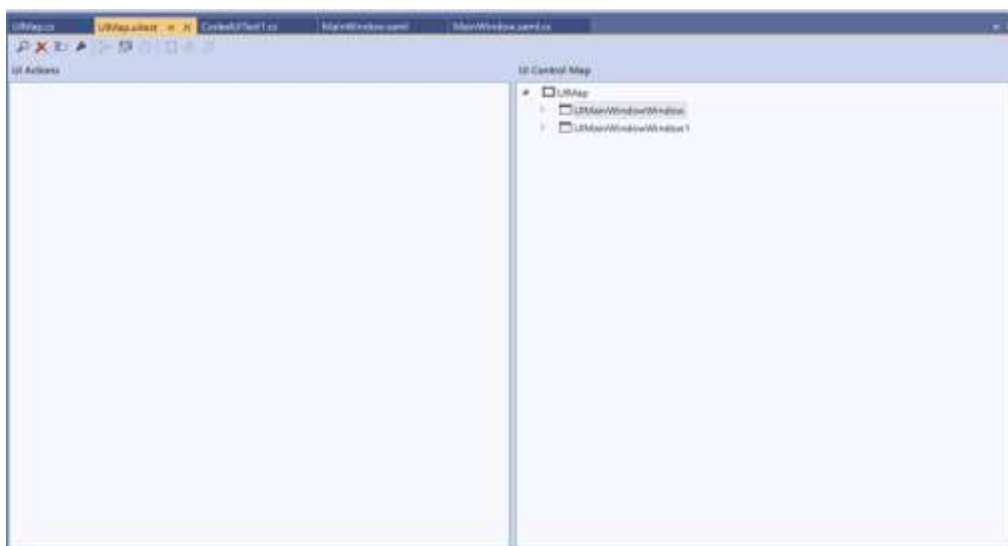 UIMap.cs UIMap.uitest CodedUITest1.cs MainWindow.xaml MainWindow.xaml.cs
UI Actions UI Control Map
UIMap
UIMainWindowWindow
UIMainWindowWindow1